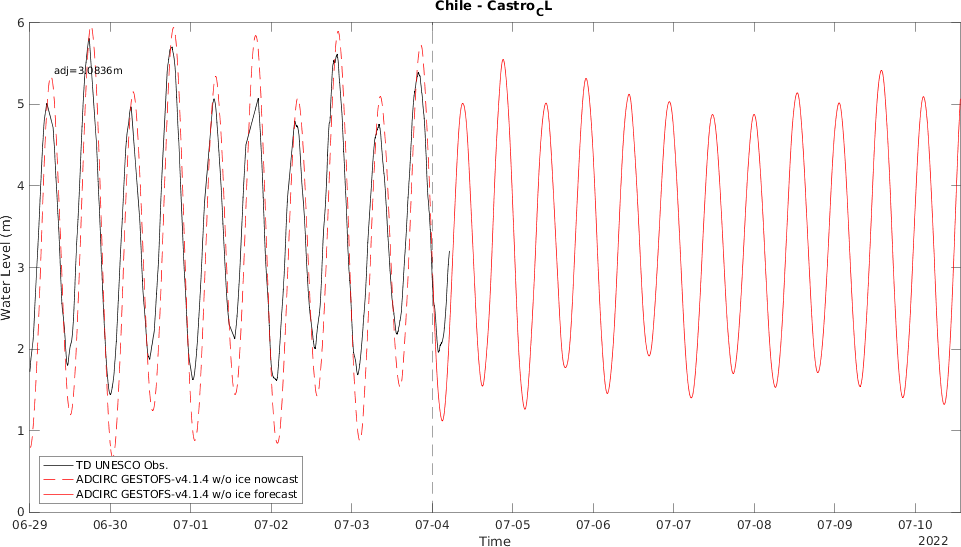 Chile - Castro_CL
adj=3.0836m
Water Level (m)
6
5
4
3
2
1
0
TD UNESCO Obs.
ADCIRC GESTOFS-v4.1.4 w/o ice nowcast
ADCIRC GESTOFS-v4.1.4 w/o ice forecast
06-29 06-30 07-01 07-02 07-03 07-04 07-05 07-06 07-07 07-08 07-09 07-10
Time
2022